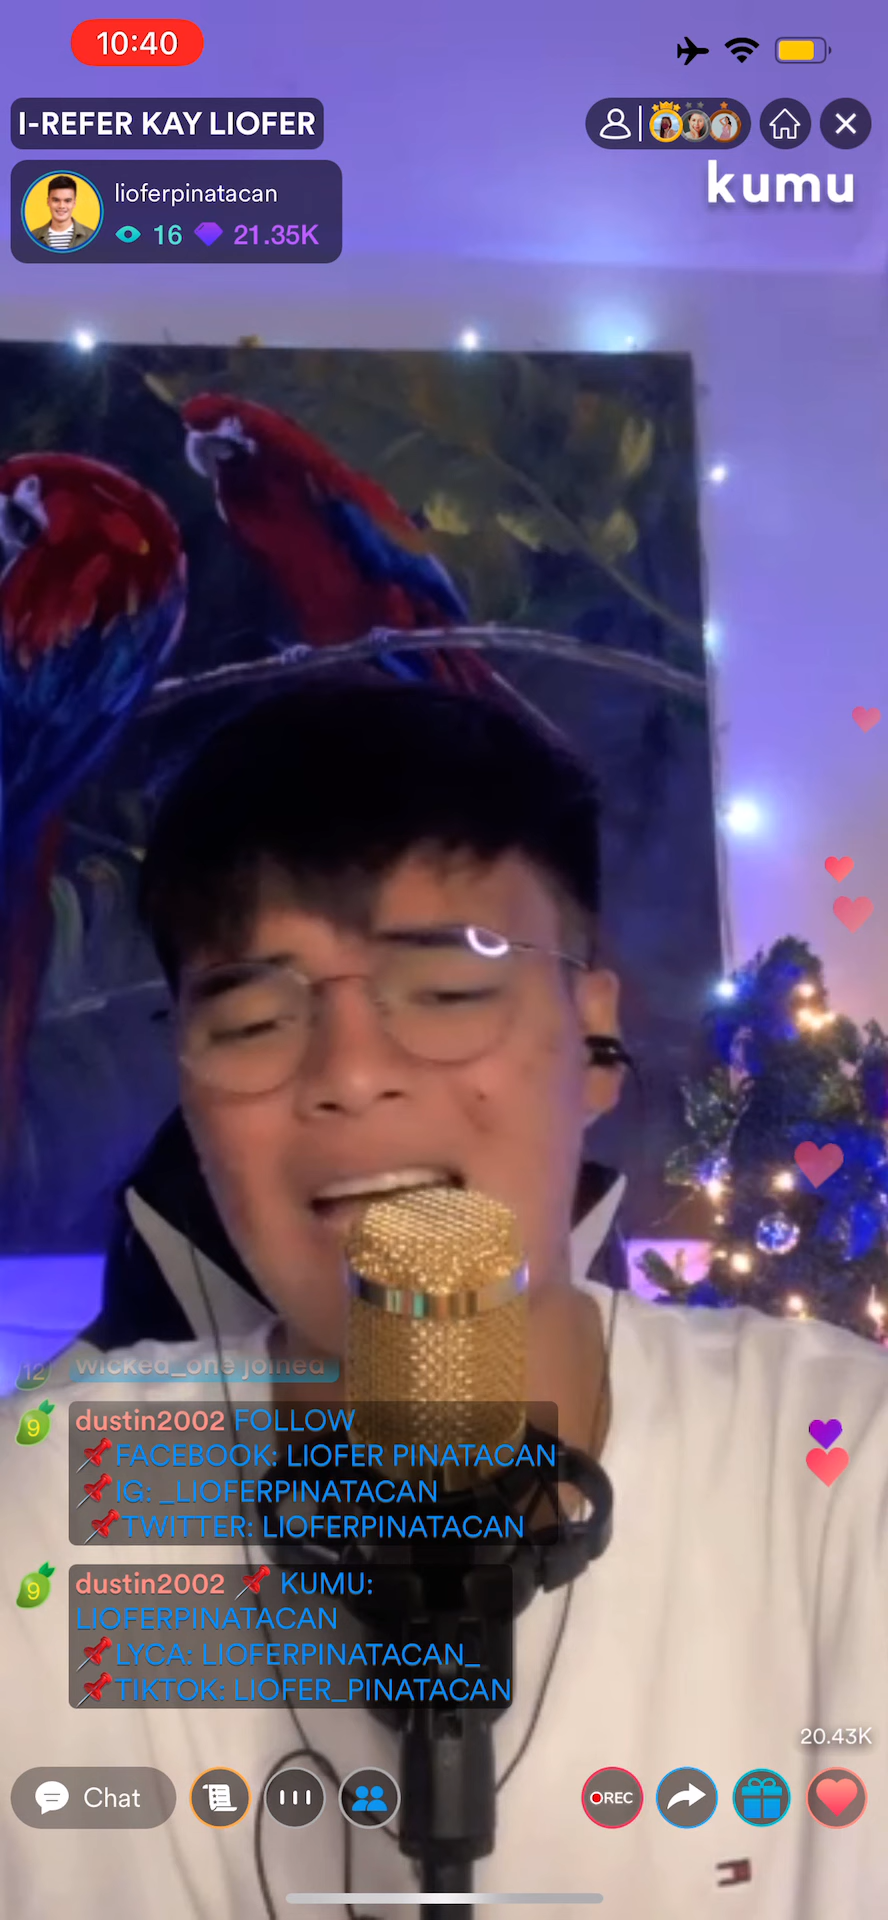 10:40
I-REFER KAY LIOFER
lioferpinatacan
16 21.35K
kumu
12 wicked_one joined
9 dustin2002 FOLLOW
📌FACEBOOK: LIOFER PINATACAN
📌IG: _LIOFERPINATACAN
📌TWITTER: LIOFERPINATACAN
9 dustin2002 📌 KUMU:
LIOFERPINATACAN
📌LYCA: LIOFERPINATACAN_
📌TIKTOK: LIOFER_PINATACAN
20.43K
Chat
REC